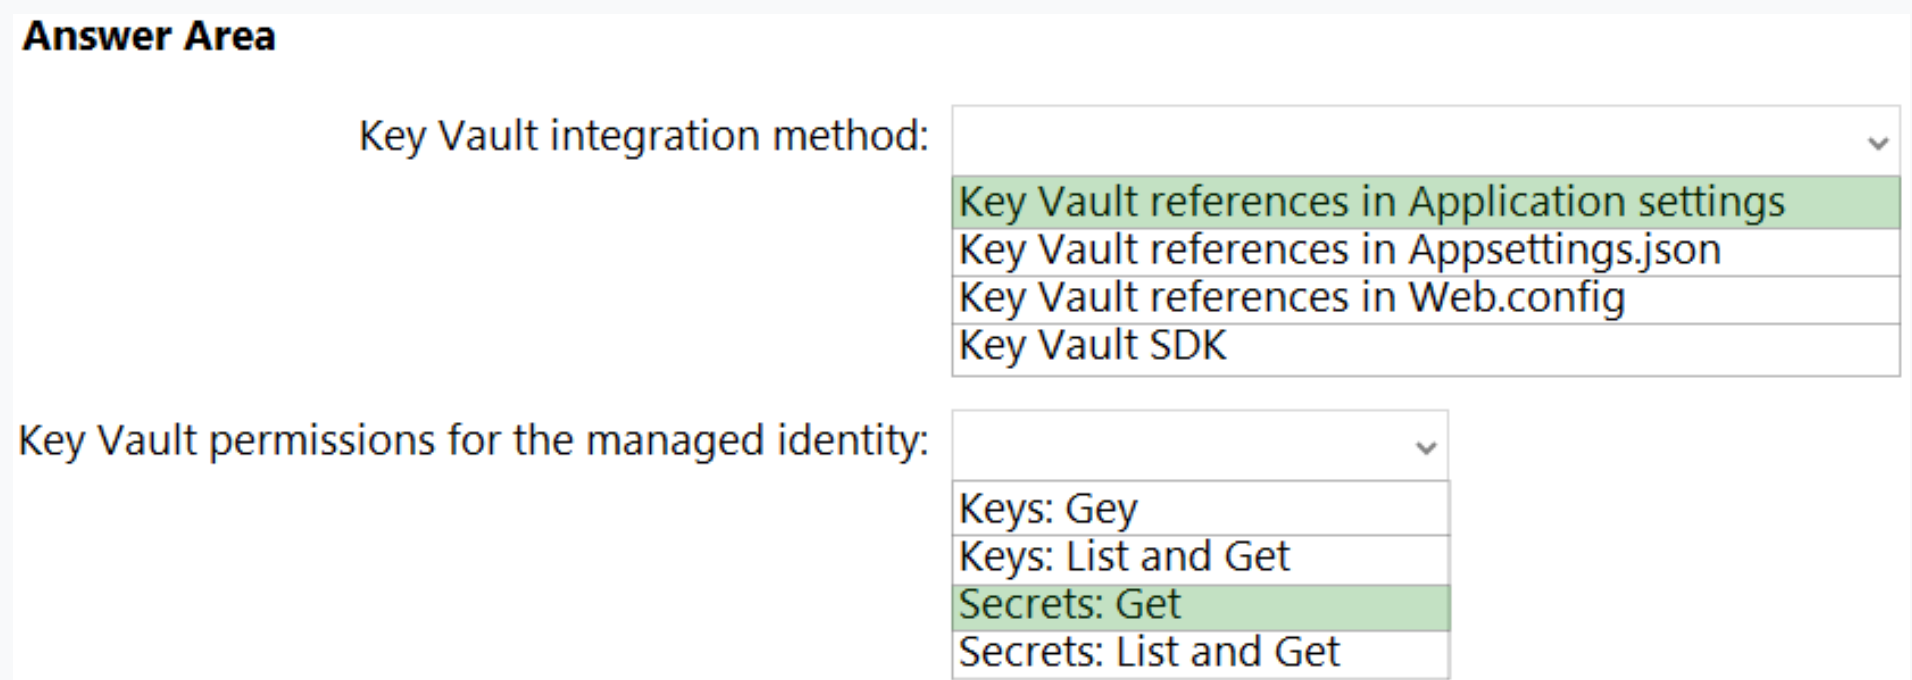 Answer Area
Key Vault integration method:
Key Vault references in Application settings
Key Vault references in Appsettings.json
Key Vault references in Web.config
Key Vault SDK
Key Vault permissions for the managed identity:
Keys: Gey
Keys: List and Get
Secrets: Get
Secrets: List and Get